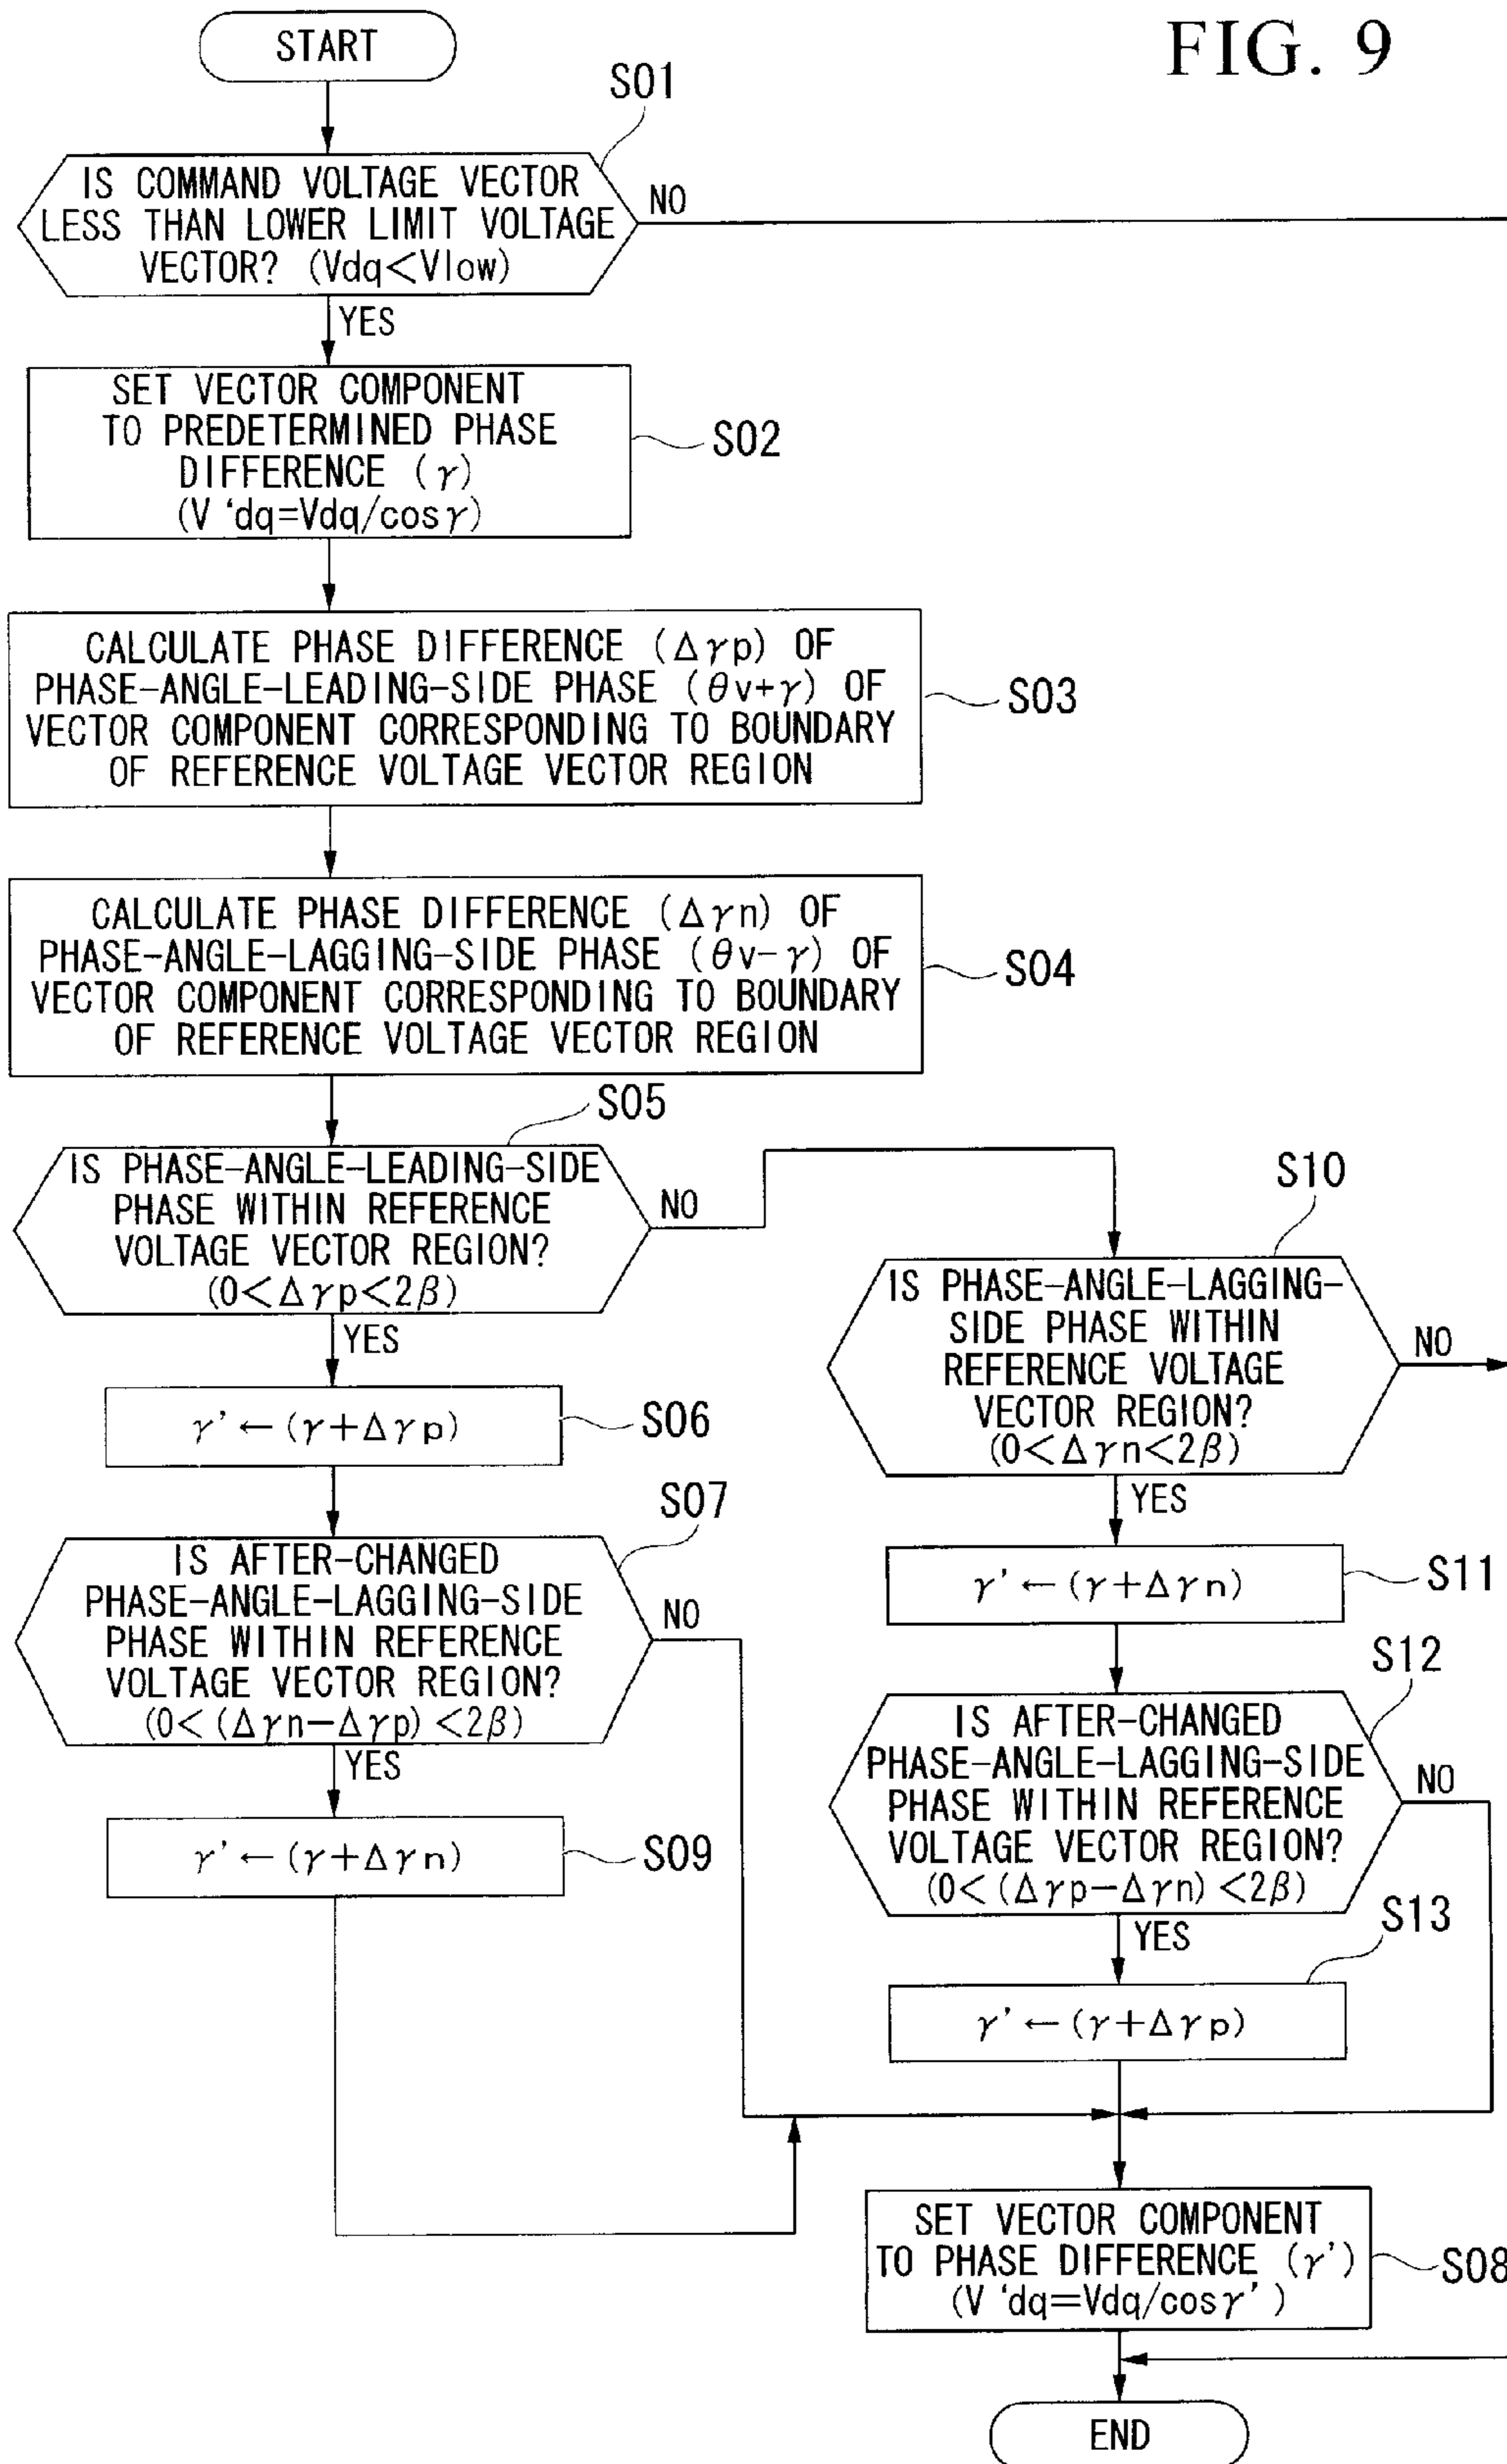 FIG. 9
START
S01
IS COMMAND VOLTAGE VECTOR
LESS THAN LOWER LIMIT VOLTAGE
VECTOR? (Vdq<Vlow)
NO
YES
SET VECTOR COMPONENT
TO PREDETERMINED PHASE
DIFFERENCE (γ)
(V 'dq=Vdq/cosγ)
S02
CALCULATE PHASE DIFFERENCE (Δγp) OF
PHASE-ANGLE-LEADING-SIDE PHASE (θv+γ) OF
VECTOR COMPONENT CORRESPONDING TO BOUNDARY
OF REFERENCE VOLTAGE VECTOR REGION
S03
CALCULATE PHASE DIFFERENCE (Δγn) OF
PHASE-ANGLE-LAGGING-SIDE PHASE (θv-γ) OF
VECTOR COMPONENT CORRESPONDING TO BOUNDARY
OF REFERENCE VOLTAGE VECTOR REGION
S04
S05
IS PHASE-ANGLE-LEADING-SIDE
PHASE WITHIN REFERENCE
VOLTAGE VECTOR REGION?
(0<Δγp<2β)
NO
YES
γ' ← (γ+Δγp)
S06
S07
IS AFTER-CHANGED
PHASE-ANGLE-LAGGING-SIDE
PHASE WITHIN REFERENCE
VOLTAGE VECTOR REGION?
(0< (Δγn-Δγp) <2β)
NO
YES
γ' ← (γ+Δγn)
S09
S10
IS PHASE-ANGLE-LAGGING-
SIDE PHASE WITHIN
REFERENCE VOLTAGE
VECTOR REGION?
(0<Δγn<2β)
NO
YES
γ' ← (γ+Δγn)
S11
S12
IS AFTER-CHANGED
PHASE-ANGLE-LAGGING-SIDE
PHASE WITHIN REFERENCE
VOLTAGE VECTOR REGION?
(0< (Δγp-Δγn) <2β)
NO
YES
S13
γ' ← (γ+Δγp)
SET VECTOR COMPONENT
TO PHASE DIFFERENCE (γ')
(V 'dq=Vdq/cosγ' )
S08
END